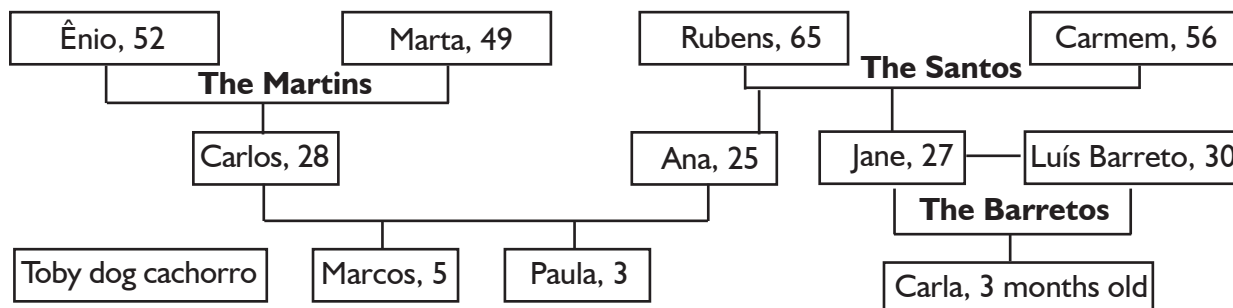 Ênio, 52
Marta, 49
Rubens, 65
Carmem, 56
The Martins
The Santos
Carlos, 28
Ana, 25
Jane, 27
Luís Barreto, 30
The Barretos
Toby dog cachorro
Marcos, 5
Paula, 3
Carla, 3 months old